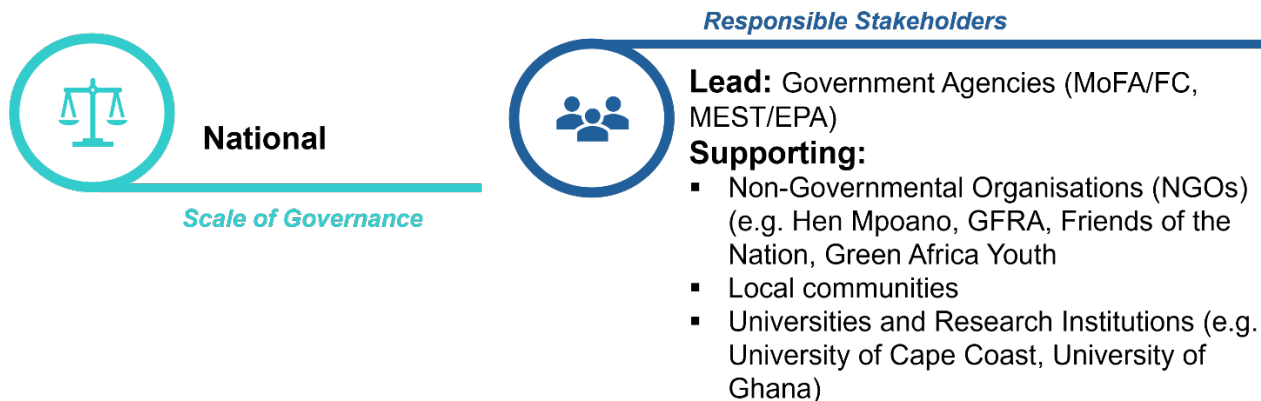 National
Scale of Governance
Responsible Stakeholders
Lead: Government Agencies (MoFA/FC,
MEST/EPA)
Supporting:
▪ Non-Governmental Organisations (NGOs)
(e.g. Hen Mpoano, GFRA, Friends of the
Nation, Green Africa Youth
▪ Local communities
▪ Universities and Research Institutions (e.g.
University of Cape Coast, University of
Ghana)